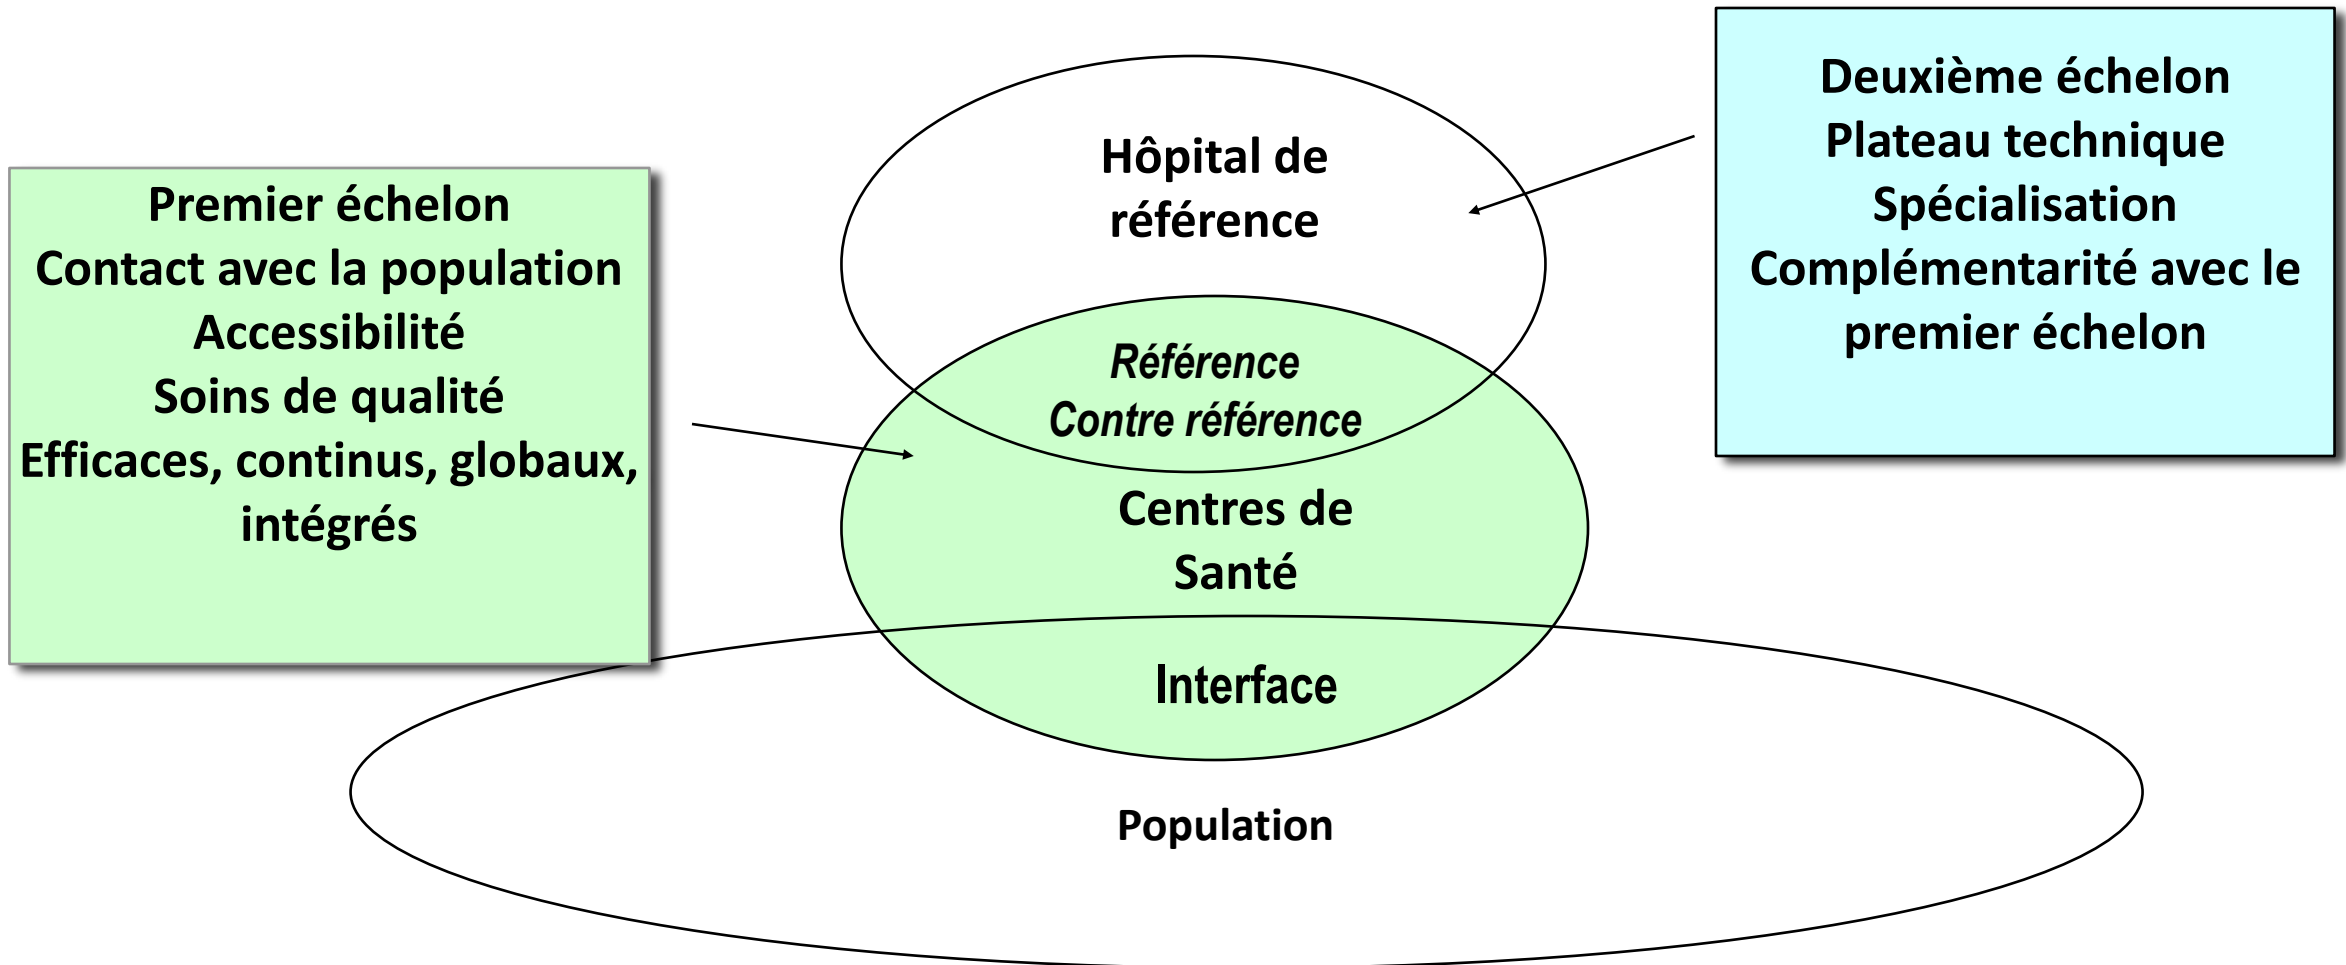 Premier échelon
Contact avec la population
Accessibilité
Soins de qualité
Efficaces, continus, globaux,
intégrés
Hôpital de
référence
Référence
Contre référence
Centres de
Santé
Interface
Population
Deuxième échelon
Plateau technique
Spécialisation
Complémentarité avec le
premier échelon